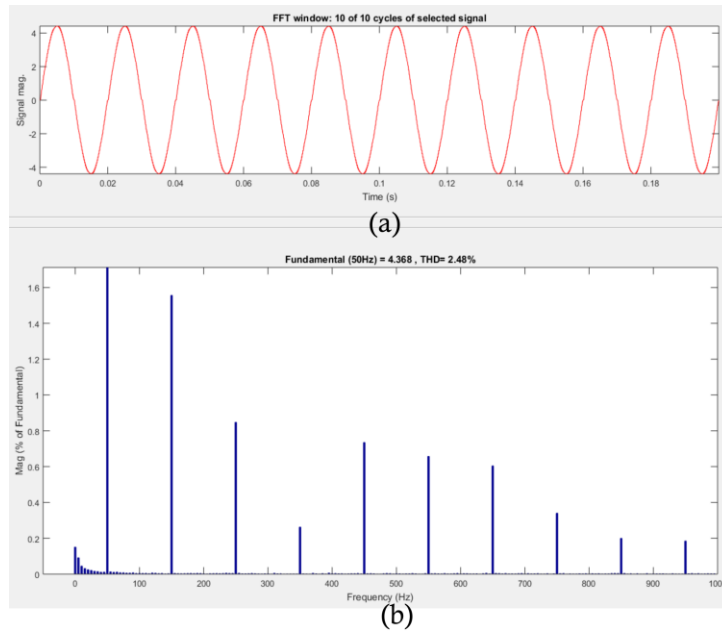 FFT window: 10 of 10 cycles of selected signal
Signal mag.
4
2
0
-2
-4
0 0.02 0.04 0.06 0.08 0.1 0.12 0.14 0.16 0.18
Time (s)
(a)
Fundamental (50Hz) = 4.368 , THD= 2.48%
Mag (% of Fundamental)
1.6
1.4
1.2
1
0.8
0.6
0.4
0.2
0
0 100 200 300 400 500 600 700 800 900 100
Frequency (Hz)
(b)